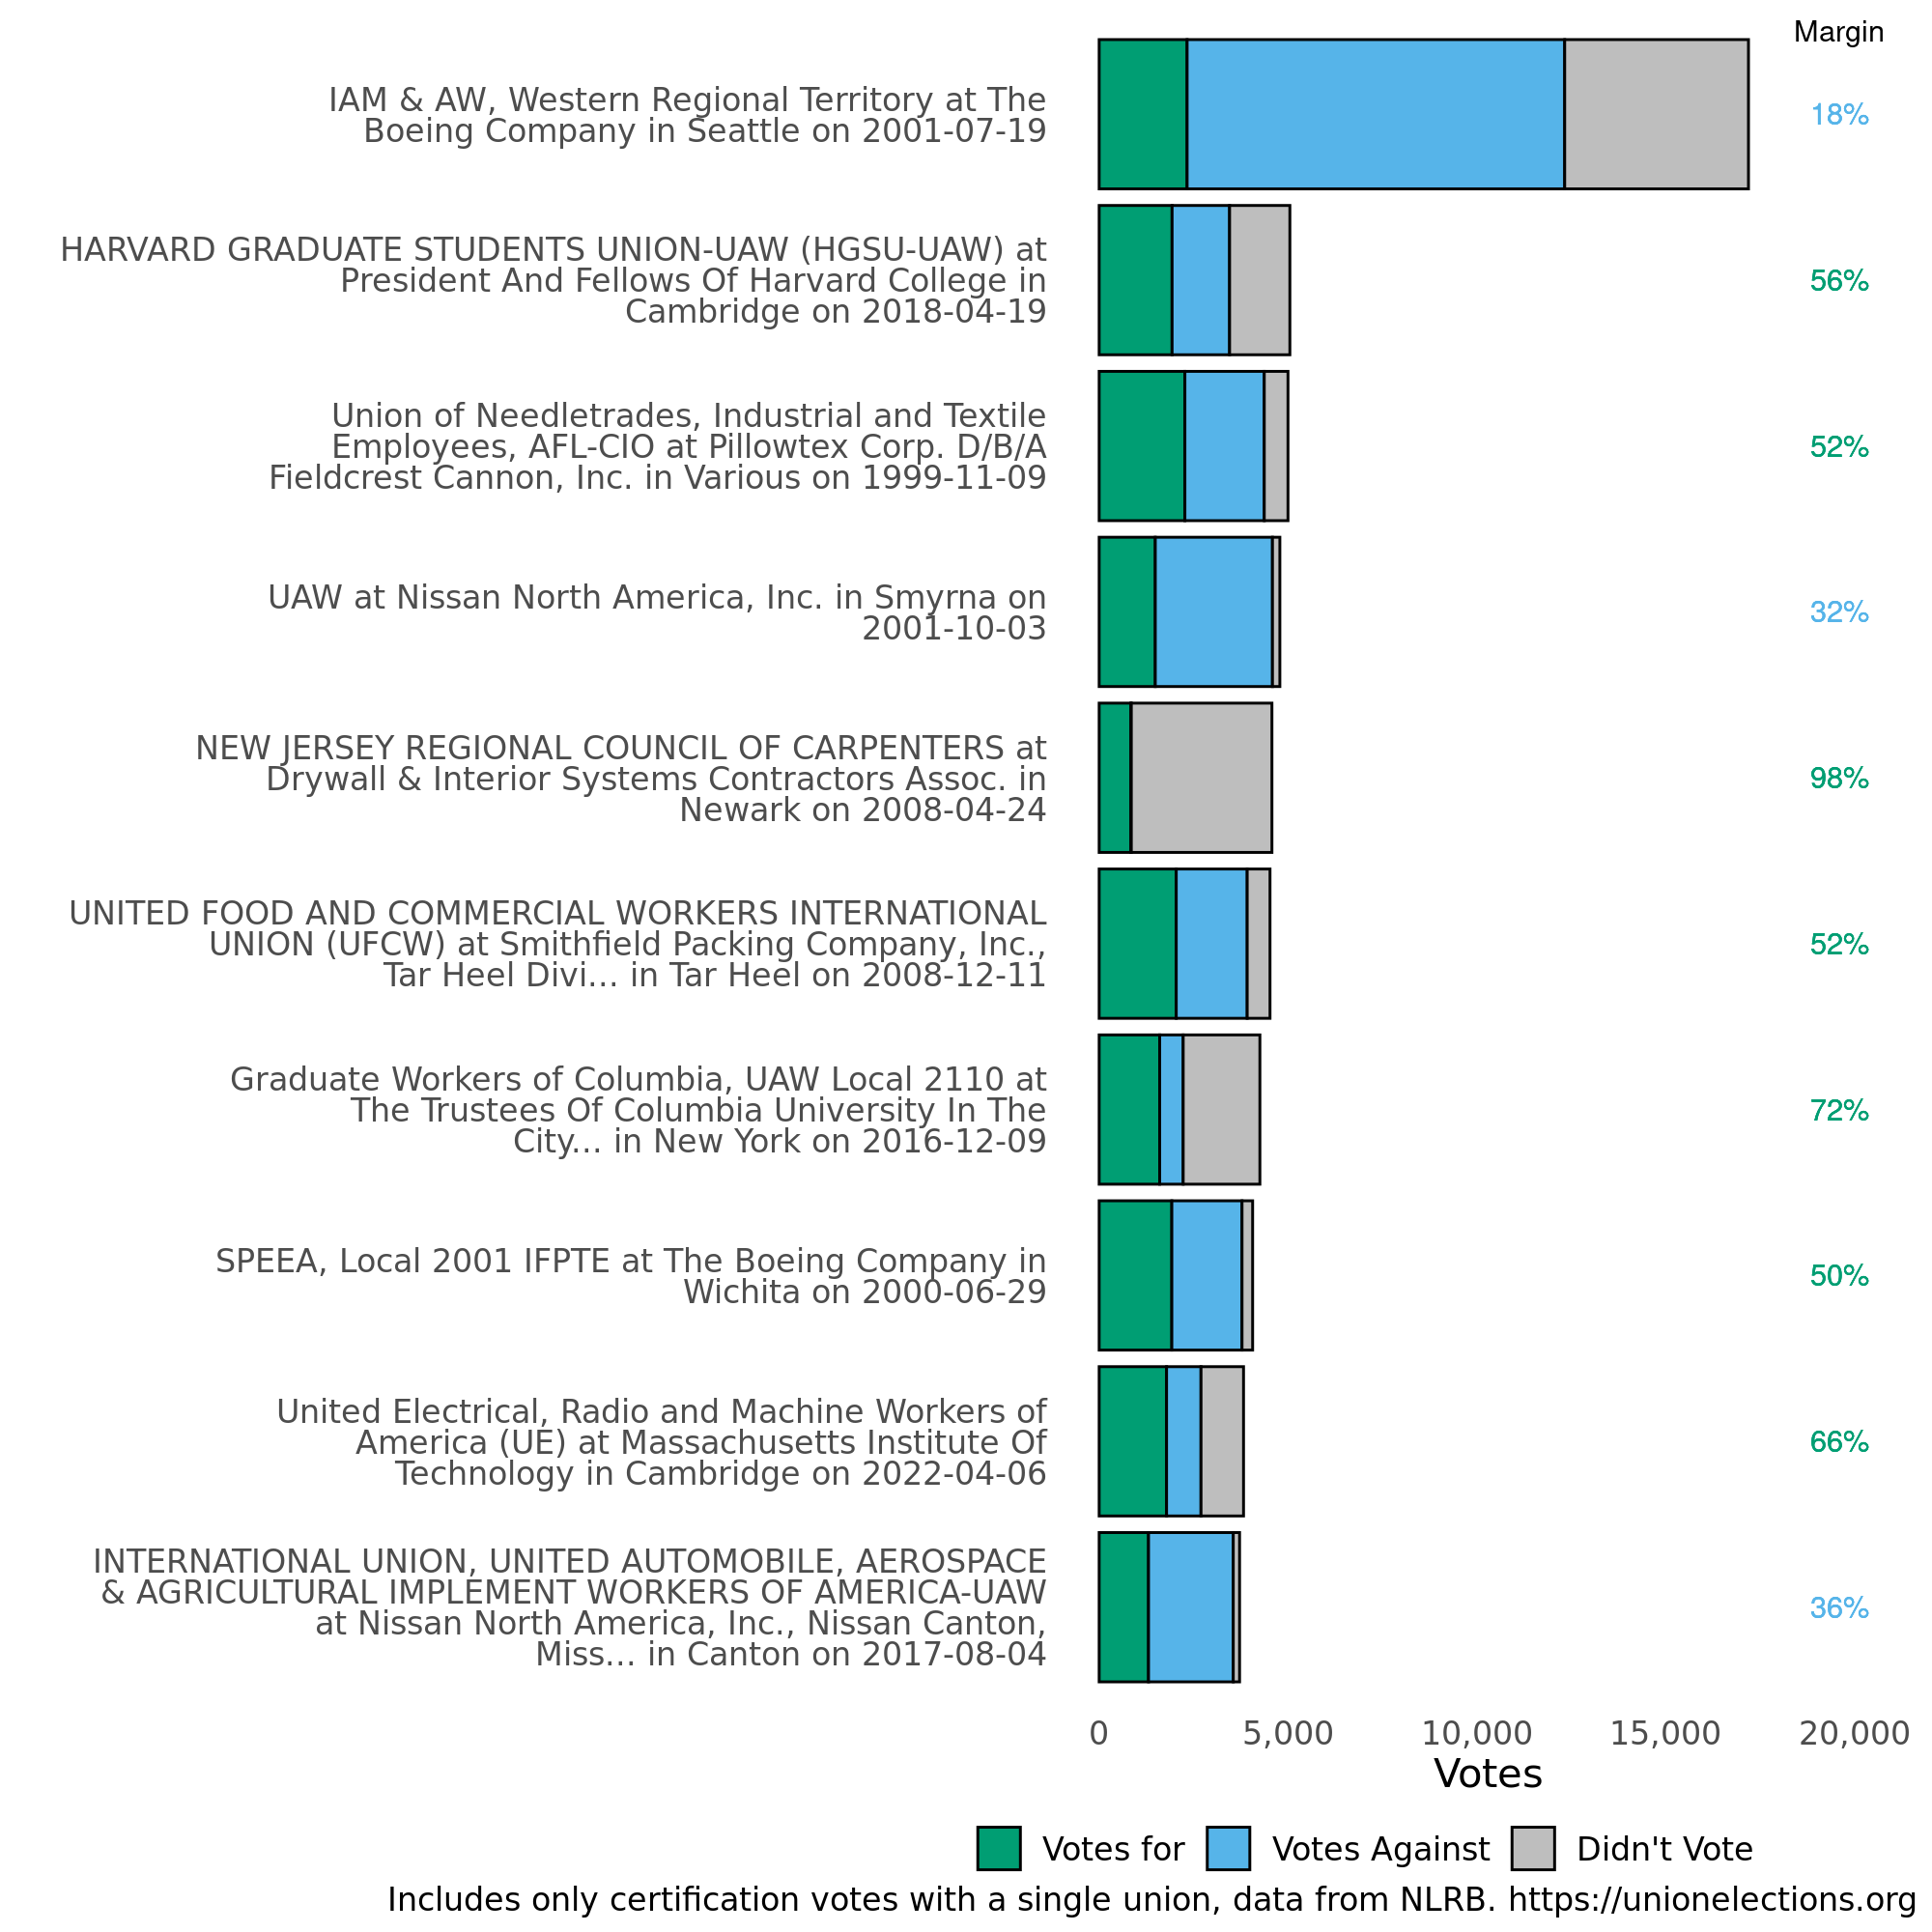 Margin
IAM & AW, Western Regional Territory at The
Boeing Company in Seattle on 2001-07-19
18%
HARVARD GRADUATE STUDENTS UNION-UAW (HGSU-UAW) at
President And Fellows Of Harvard College in
Cambridge on 2018-04-19
56%
Union of Needletrades, Industrial and Textile
Employees, AFL-CIO at Pillowtex Corp. D/B/A
Fieldcrest Cannon, Inc. in Various on 1999-11-09
52%
UAW at Nissan North America, Inc. in Smyrna on
2001-10-03
32%
NEW JERSEY REGIONAL COUNCIL OF CARPENTERS at
Drywall & Interior Systems Contractors Assoc. in
Newark on 2008-04-24
98%
UNITED FOOD AND COMMERCIAL WORKERS INTERNATIONAL
UNION (UFCW) at Smithfield Packing Company, Inc.,
Tar Heel Divi... in Tar Heel on 2008-12-11
52%
Graduate Workers of Columbia, UAW Local 2110 at
The Trustees Of Columbia University In The
City... in New York on 2016-12-09
72%
SPEEA, Local 2001 IFPTE at The Boeing Company in
Wichita on 2000-06-29
50%
United Electrical, Radio and Machine Workers of
America (UE) at Massachusetts Institute Of
Technology in Cambridge on 2022-04-06
66%
INTERNATIONAL UNION, UNITED AUTOMOBILE, AEROSPACE
& AGRICULTURAL IMPLEMENT WORKERS OF AMERICA-UAW
at Nissan North America, Inc., Nissan Canton,
Miss... in Canton on 2017-08-04
36%
0 5,000 10,000 15,000 20,000
Votes
Votes for Votes Against Didn't Vote
Includes only certification votes with a single union, data from NLRB. https://unionelections.org